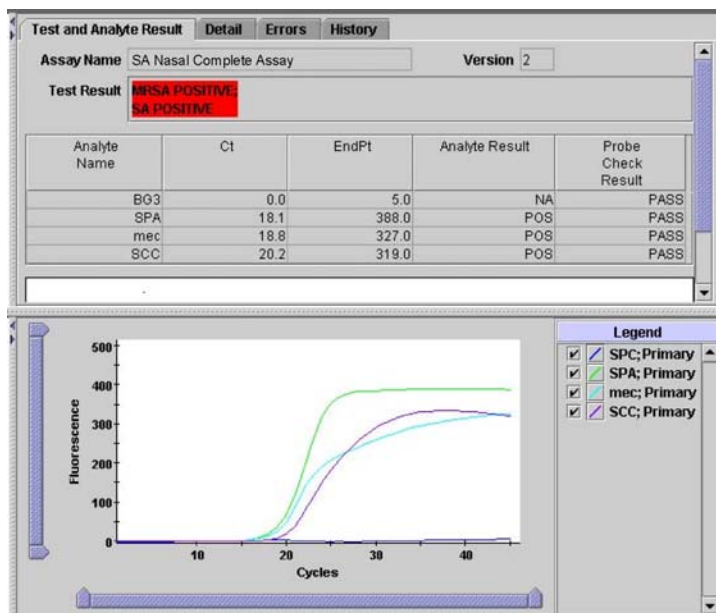 Test and Analyte Result Detail Errors History
Assay Name SA Nasal Complete Assay Version 2
Test Result MRSA POSITIVE;
SA POSITIVE
Analyte Name Ct EndPt Analyte Result Probe Check Result
BG3 0.0 5.0 NA PASS
SPA 18.1 388.0 POS PASS
mec 18.8 327.0 POS PASS
SCC 20.2 319.0 POS PASS
Legend
SPC; Primary
SPA; Primary
mec; Primary
SCC; Primary
500
400
300
200
100
0
Fluorescence
10 20 30 40
Cycles